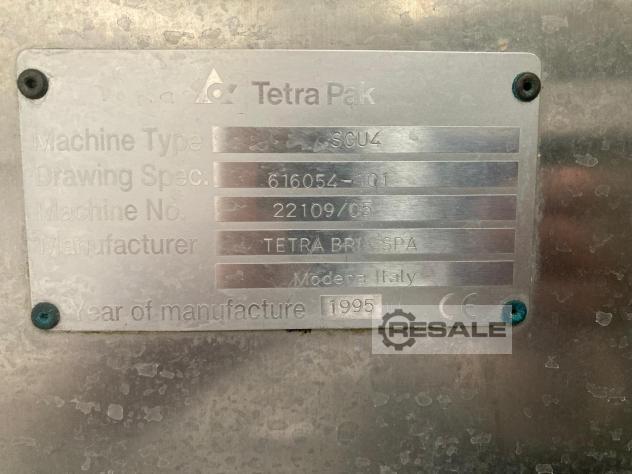 Tetra Pak
Machine Type SCU4
Drawing Spec. 616054-101
Machine No. 22109/05
Manufacturer TETRA BRIK SPA
Modena Italy
Year of manufacture 1995 CE
RESALE